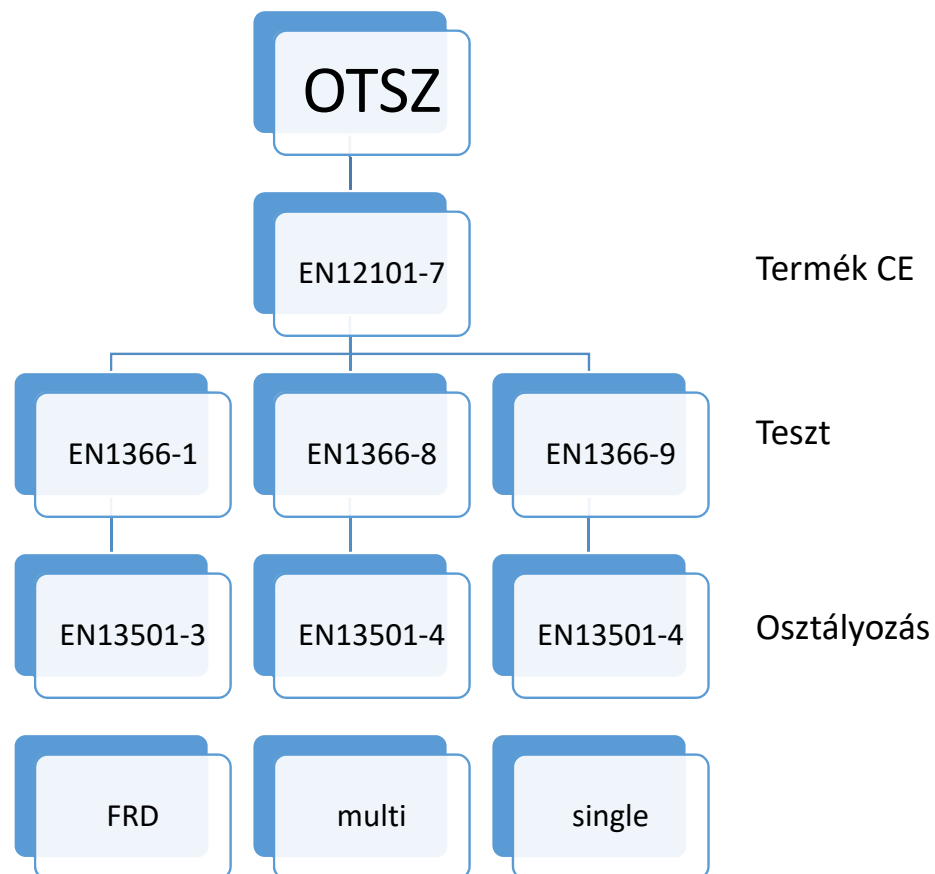 OTSZ
EN12101-7
Termék CE
EN1366-1
EN1366-8
EN1366-9
Teszt
EN13501-3
EN13501-4
EN13501-4
Osztályozás
FRD
multi
single